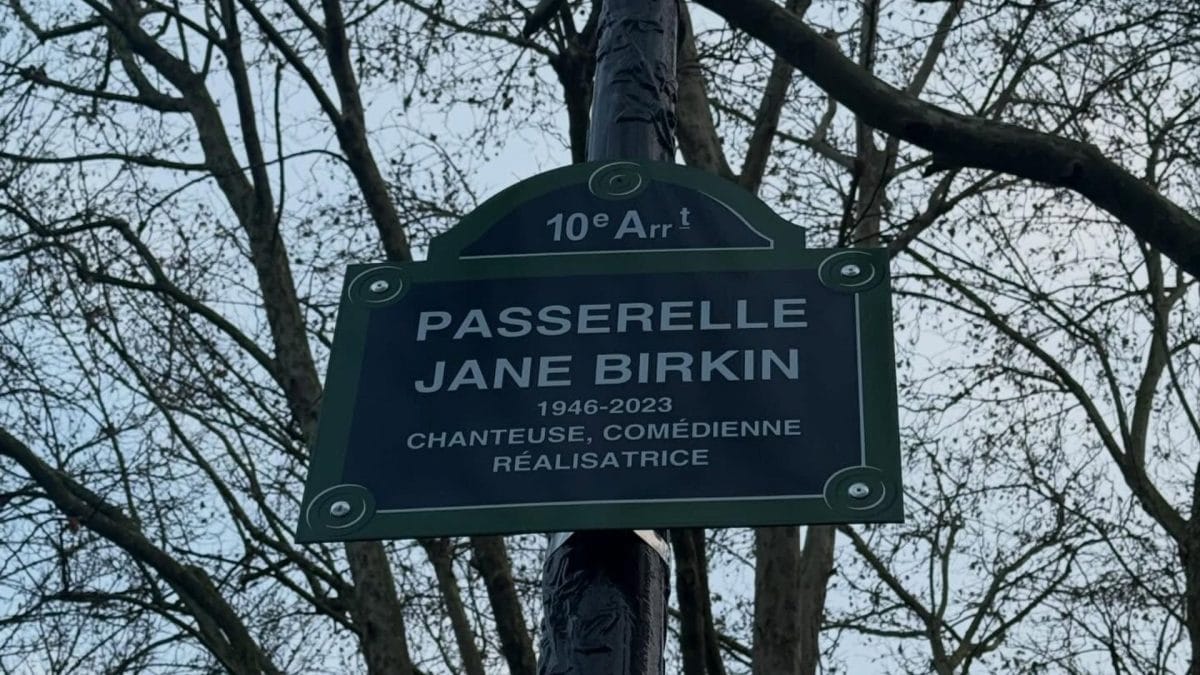 10e Arrt
PASSERELLE
JANE BIRKIN
1946-2023
CHANTEUSE, COMÉDIENNE
RÉALISATRICE